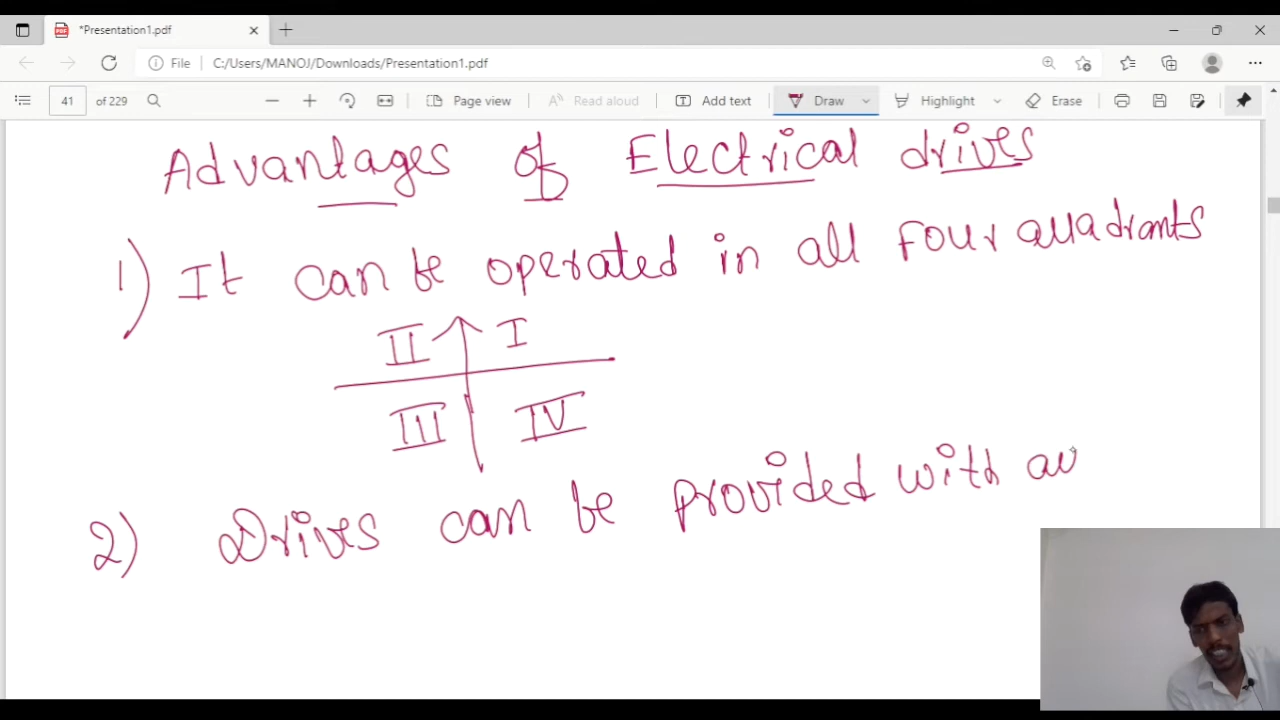 *Presentation1.pdf
File C:/Users/MANOJ/Downloads/Presentation1.pdf
41 of 229 Page view Read aloud Add text Draw Highlight Erase
Advantages of Electrical drives
1) It can be operated in all four quadrants
II I
III IV
2) Drives can be provided with